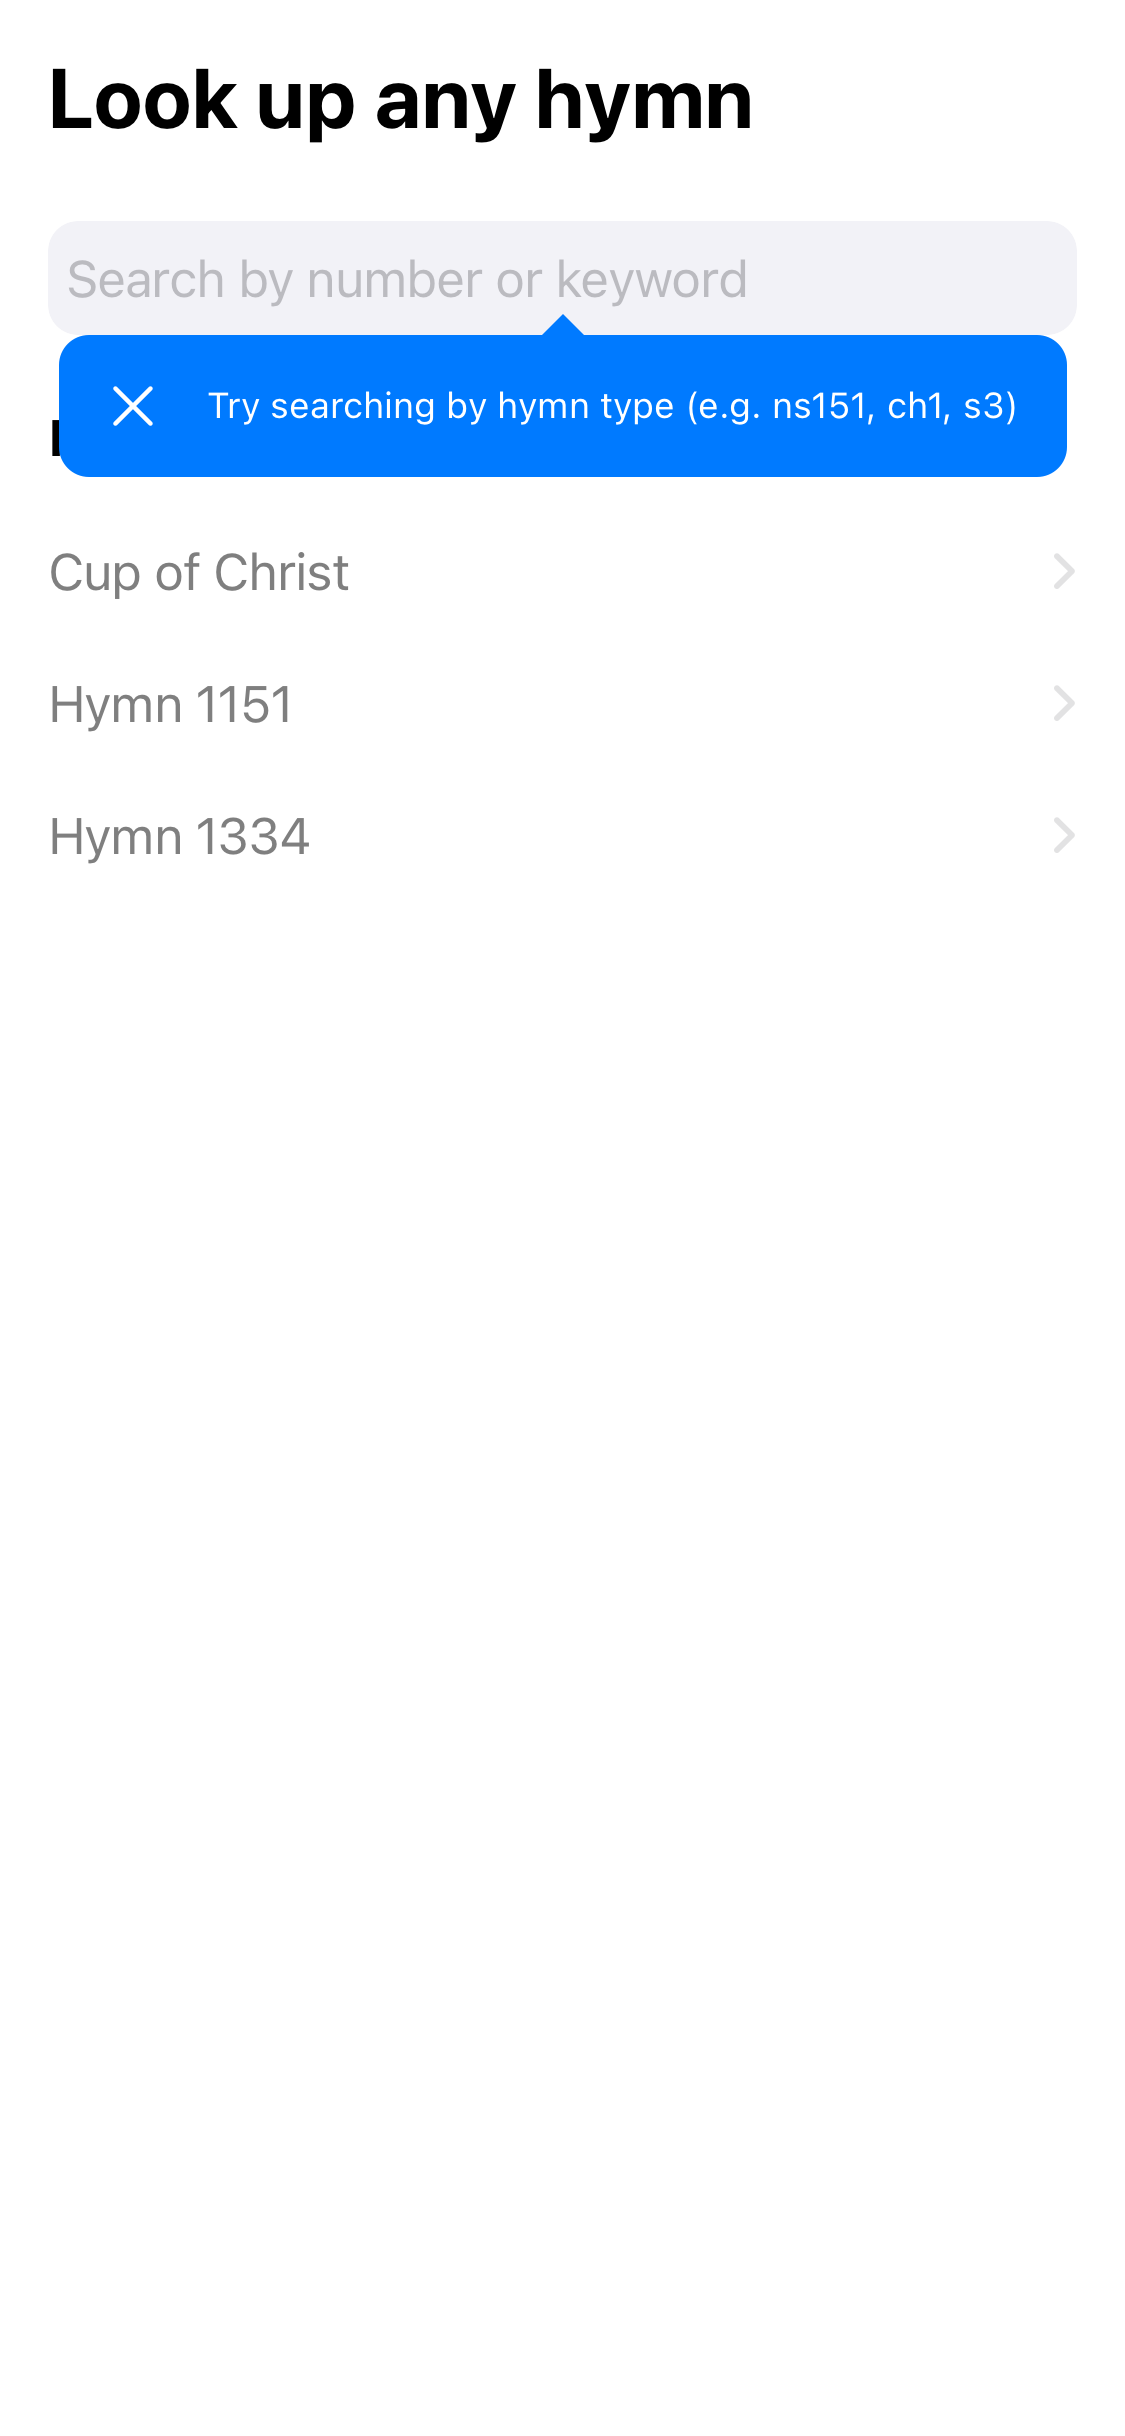 Look up any hymn
Search by number or keyword
Try searching by hymn type (e.g. ns151, ch1, s3)
Cup of Christ
Hymn 1151
Hymn 1334